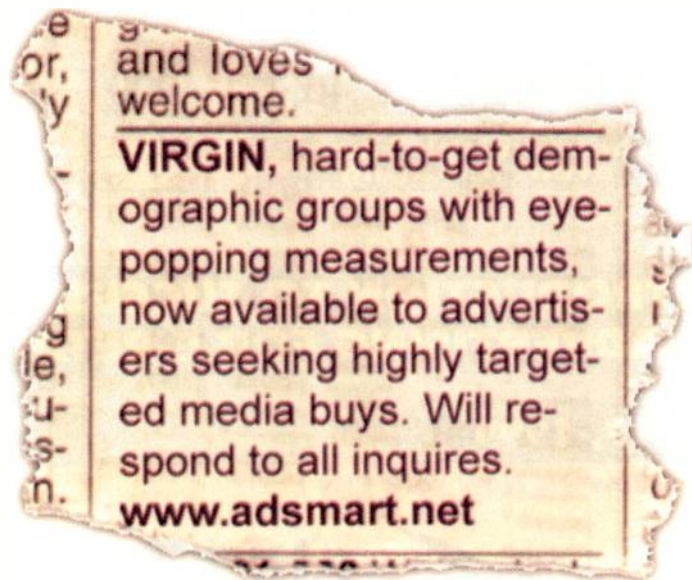 and loves
welcome.
VIRGIN, hard-to-get dem-
ographic groups with eye-
popping measurements,
now available to advertis-
ers seeking highly target-
ed media buys. Will re-
spond to all inquires.
www.adsmart.net